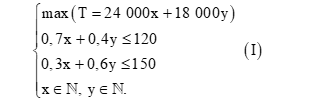 max(T = 24 000x + 18 000y)
0,7x + 0,4y ≤ 120
0,3x + 0,6y ≤ 150
(I)
x ∈ ℕ, y ∈ ℕ.